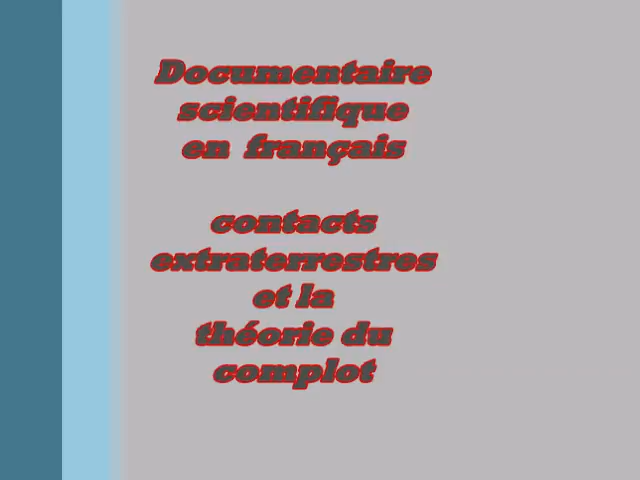 Documentaire
scientifique
en français
contacts
extraterrestres
et la
théorie du
complot